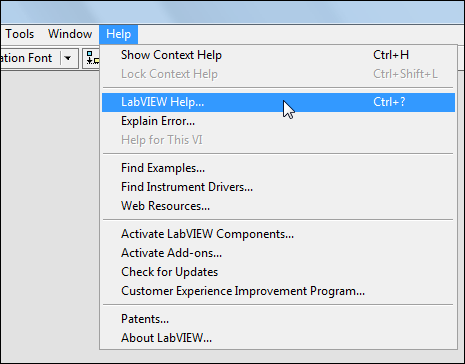 Tools Window Help
ation Font
Show Context Help Ctrl+H
Lock Context Help Ctrl+Shift+L
LabVIEW Help... Ctrl+?
Explain Error...
Help for This VI
Find Examples...
Find Instrument Drivers...
Web Resources...
Activate LabVIEW Components...
Activate Add-ons...
Check for Updates
Customer Experience Improvement Program...
Patents...
About LabVIEW...